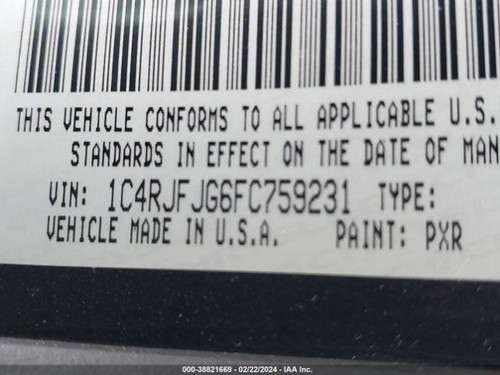 THIS VEHICLE CONFORMS TO ALL APPLICABLE U.S.
STANDARDS IN EFFECT ON THE DATE OF MAN
VIN: 1C4RJFJG6FC759231 TYPE:
VEHICLE MADE IN U.S.A. PAINT: PXR
000-38821669 - 02/22/2024 - IAA Inc.